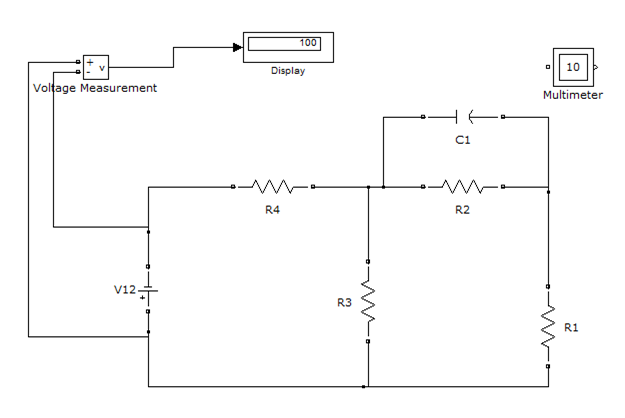 100
Display
+
-
v
Voltage Measurement
10
Multimeter
C1
R4
R2
V12
+
R3
R1